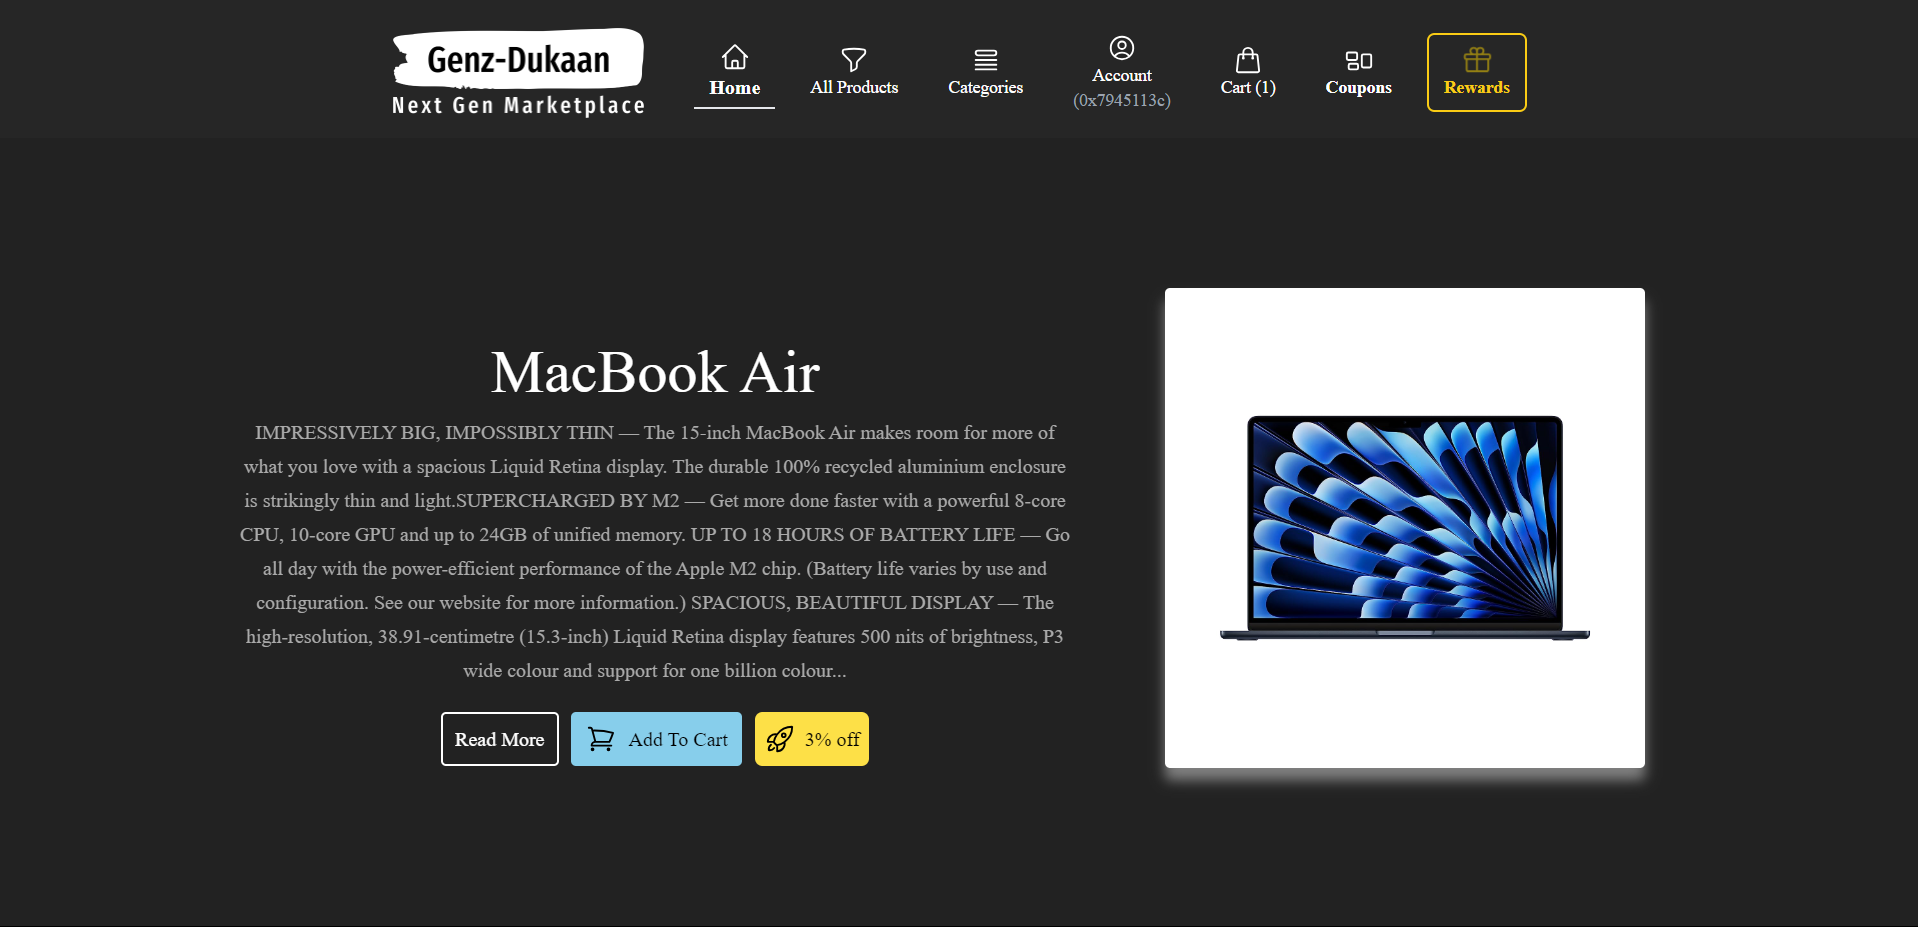 Genz-Dukaan
Next Gen Marketplace
Home
All Products
Categories
Account
(0x7945113c)
Cart (1)
Coupons
Rewards
MacBook Air
IMPRESSIVELY BIG, IMPOSSIBLY THIN — The 15-inch MacBook Air makes room for more of
what you love with a spacious Liquid Retina display. The durable 100% recycled aluminium enclosure
is strikingly thin and light.SUPERCHARGED BY M2 — Get more done faster with a powerful 8-core
CPU, 10-core GPU and up to 24GB of unified memory. UP TO 18 HOURS OF BATTERY LIFE — Go
all day with the power-efficient performance of the Apple M2 chip. (Battery life varies by use and
configuration. See our website for more information.) SPACIOUS, BEAUTIFUL DISPLAY — The
high-resolution, 38.91-centimetre (15.3-inch) Liquid Retina display features 500 nits of brightness, P3
wide colour and support for one billion colour...
Read More
Add To Cart
3% off